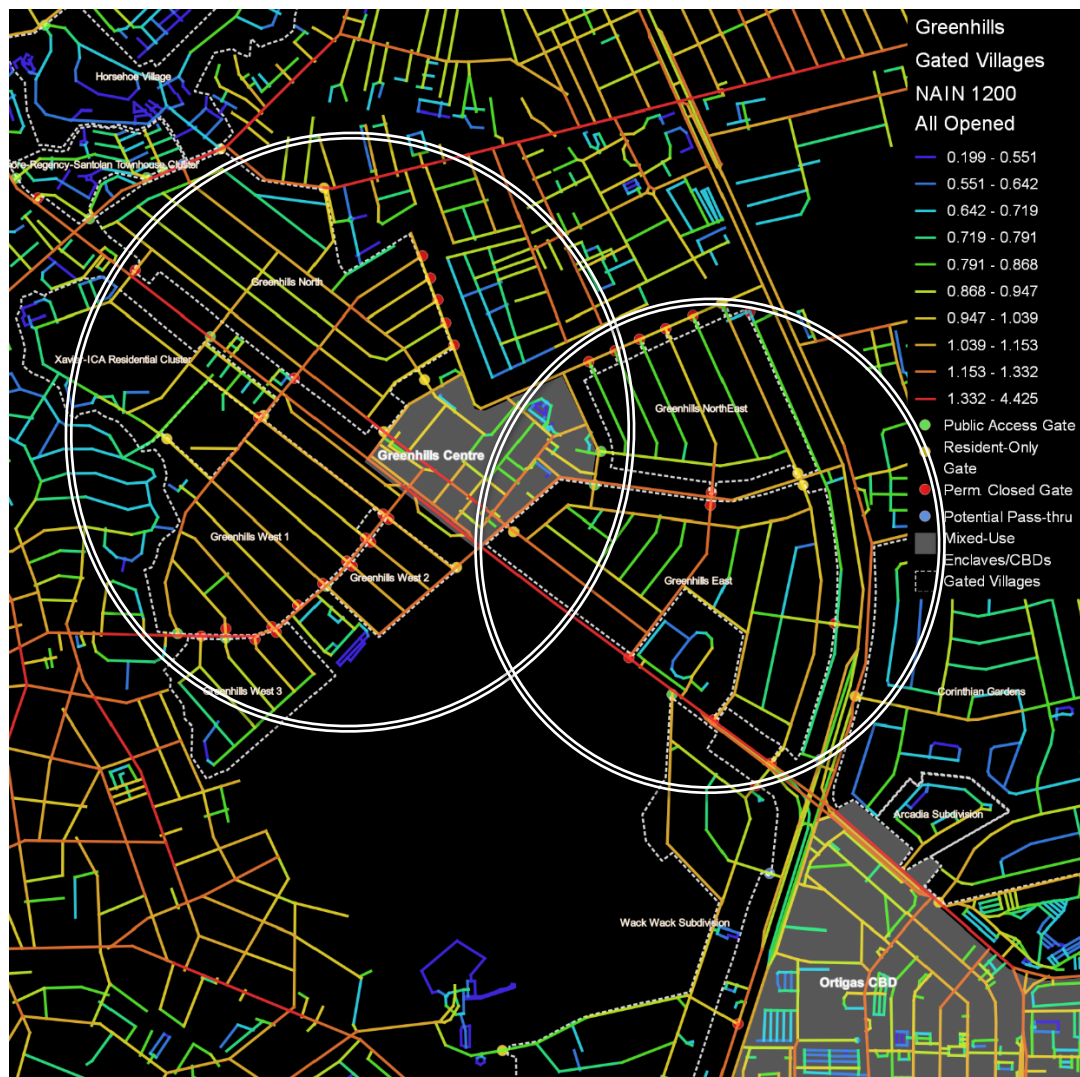 Greenhills
Gated Villages
NAIN 1200
All Opened
0.199 - 0.551
0.551 - 0.642
0.642 - 0.719
0.719 - 0.791
0.791 - 0.868
0.868 - 0.947
0.947 - 1.039
1.039 - 1.153
1.153 - 1.332
1.332 - 4.425
Public Access Gate
Resident-Only
Gate
Perm. Closed Gate
Potential Pass-thru
Mixed-Use
Enclaves/CBDs
Gated Villages
Horsehoe Village
ore-Regency-Santolan Townhouse Cluster
Greenhills North
Xavier-ICA Residential Cluster
Greenhills NorthEast
Greenhills Centre
Greenhills West 1
Greenhills West 2
Greenhills East
Greenhills West 3
Corinthian Gardens
Arcadia Subdivision
Wack Wack Subdivision
Ortigas CBD